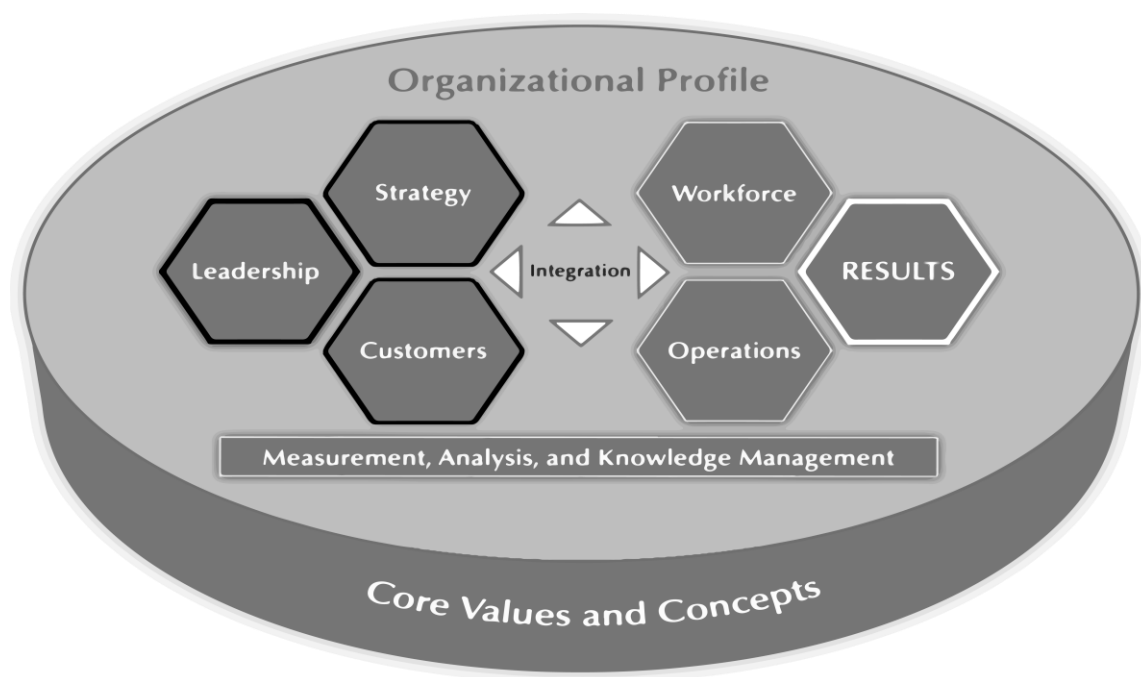 Organizational Profile
Strategy
Workforce
Leadership
Integration
RESULTS
Customers
Operations
Measurement, Analysis, and Knowledge Management
Core Values and Concepts